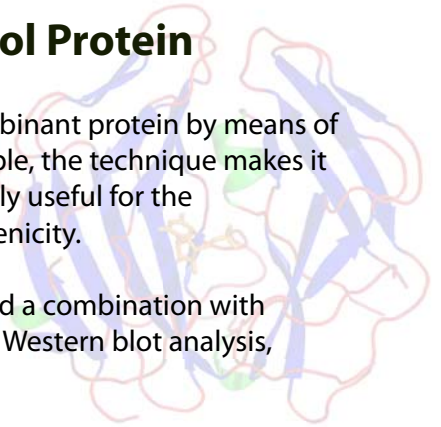 ol Protein
binant protein by means of
ple, the technique makes it
ly useful for the
enicity.
d a combination with
Western blot analysis,